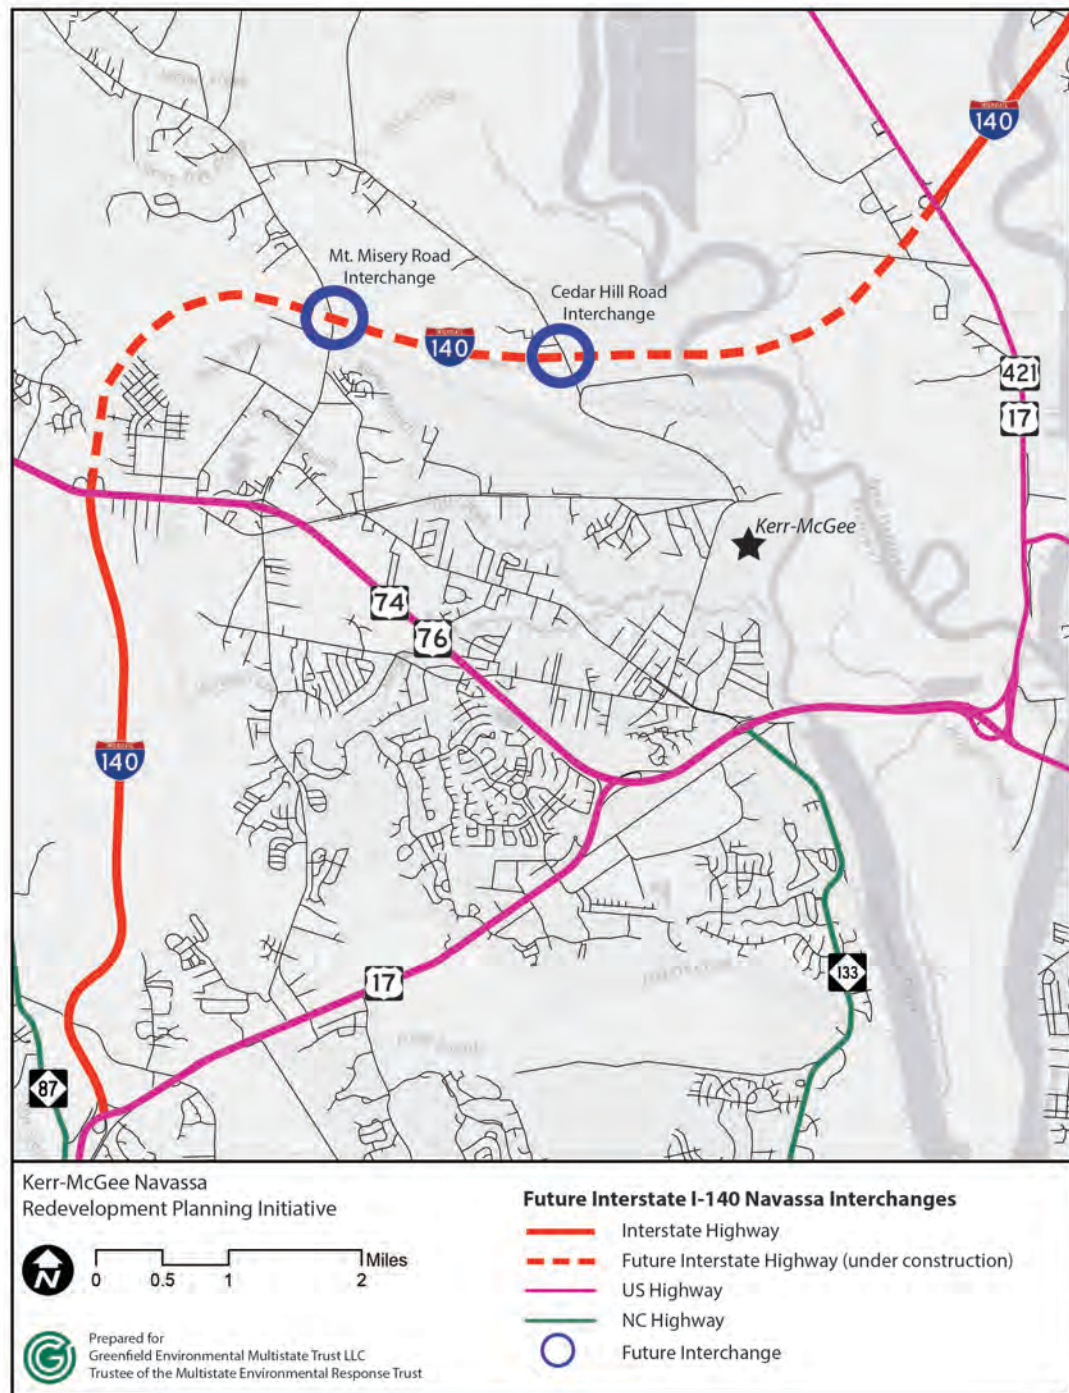 140
Mt. Misery Road
Interchange
Cedar Hill Road
Interchange
140
421
17
Kerr-McGee
74
76
140
17
133
87
Kerr-McGee Navassa
Redevelopment Planning Initiative
N
0 0.5 1 2 Miles
Prepared for
Greenfield Environmental Multistate Trust LLC
Trustee of the Multistate Environmental Response Trust
Future Interstate I-140 Navassa Interchanges
Interstate Highway
Future Interstate Highway (under construction)
US Highway
NC Highway
Future Interchange